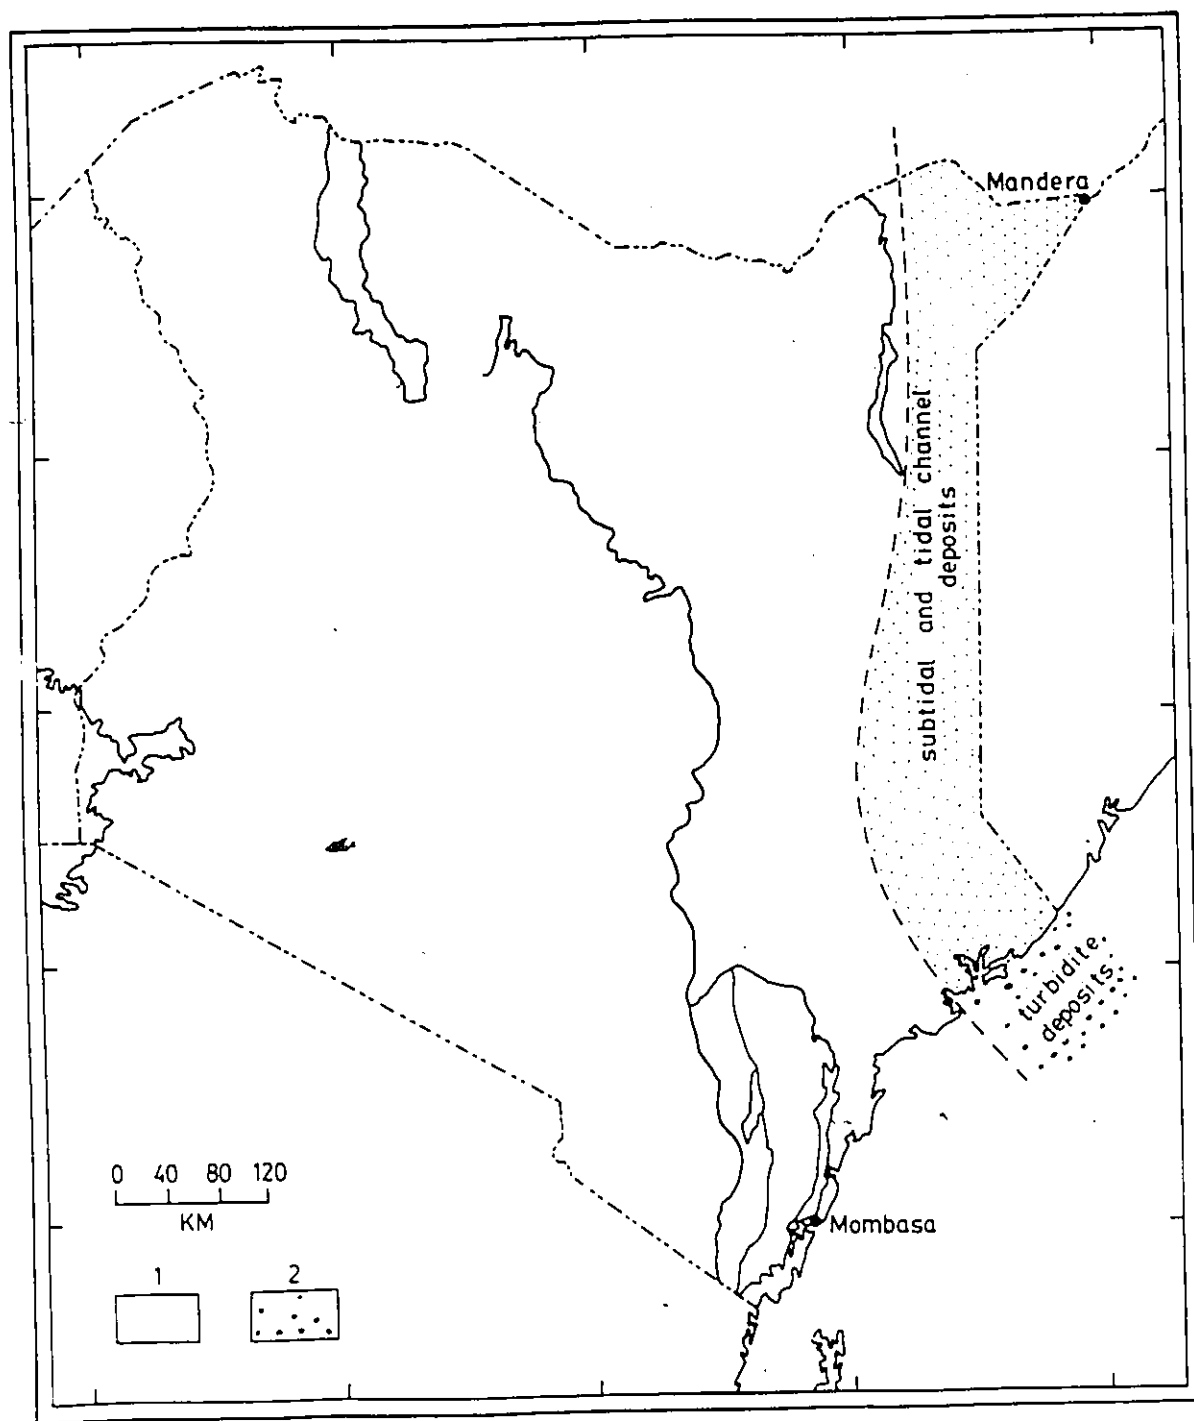 Mandera
subtidal and tidal channel
deposits
turbidite
deposits
0 40 80 120
KM
Mombasa
1 2